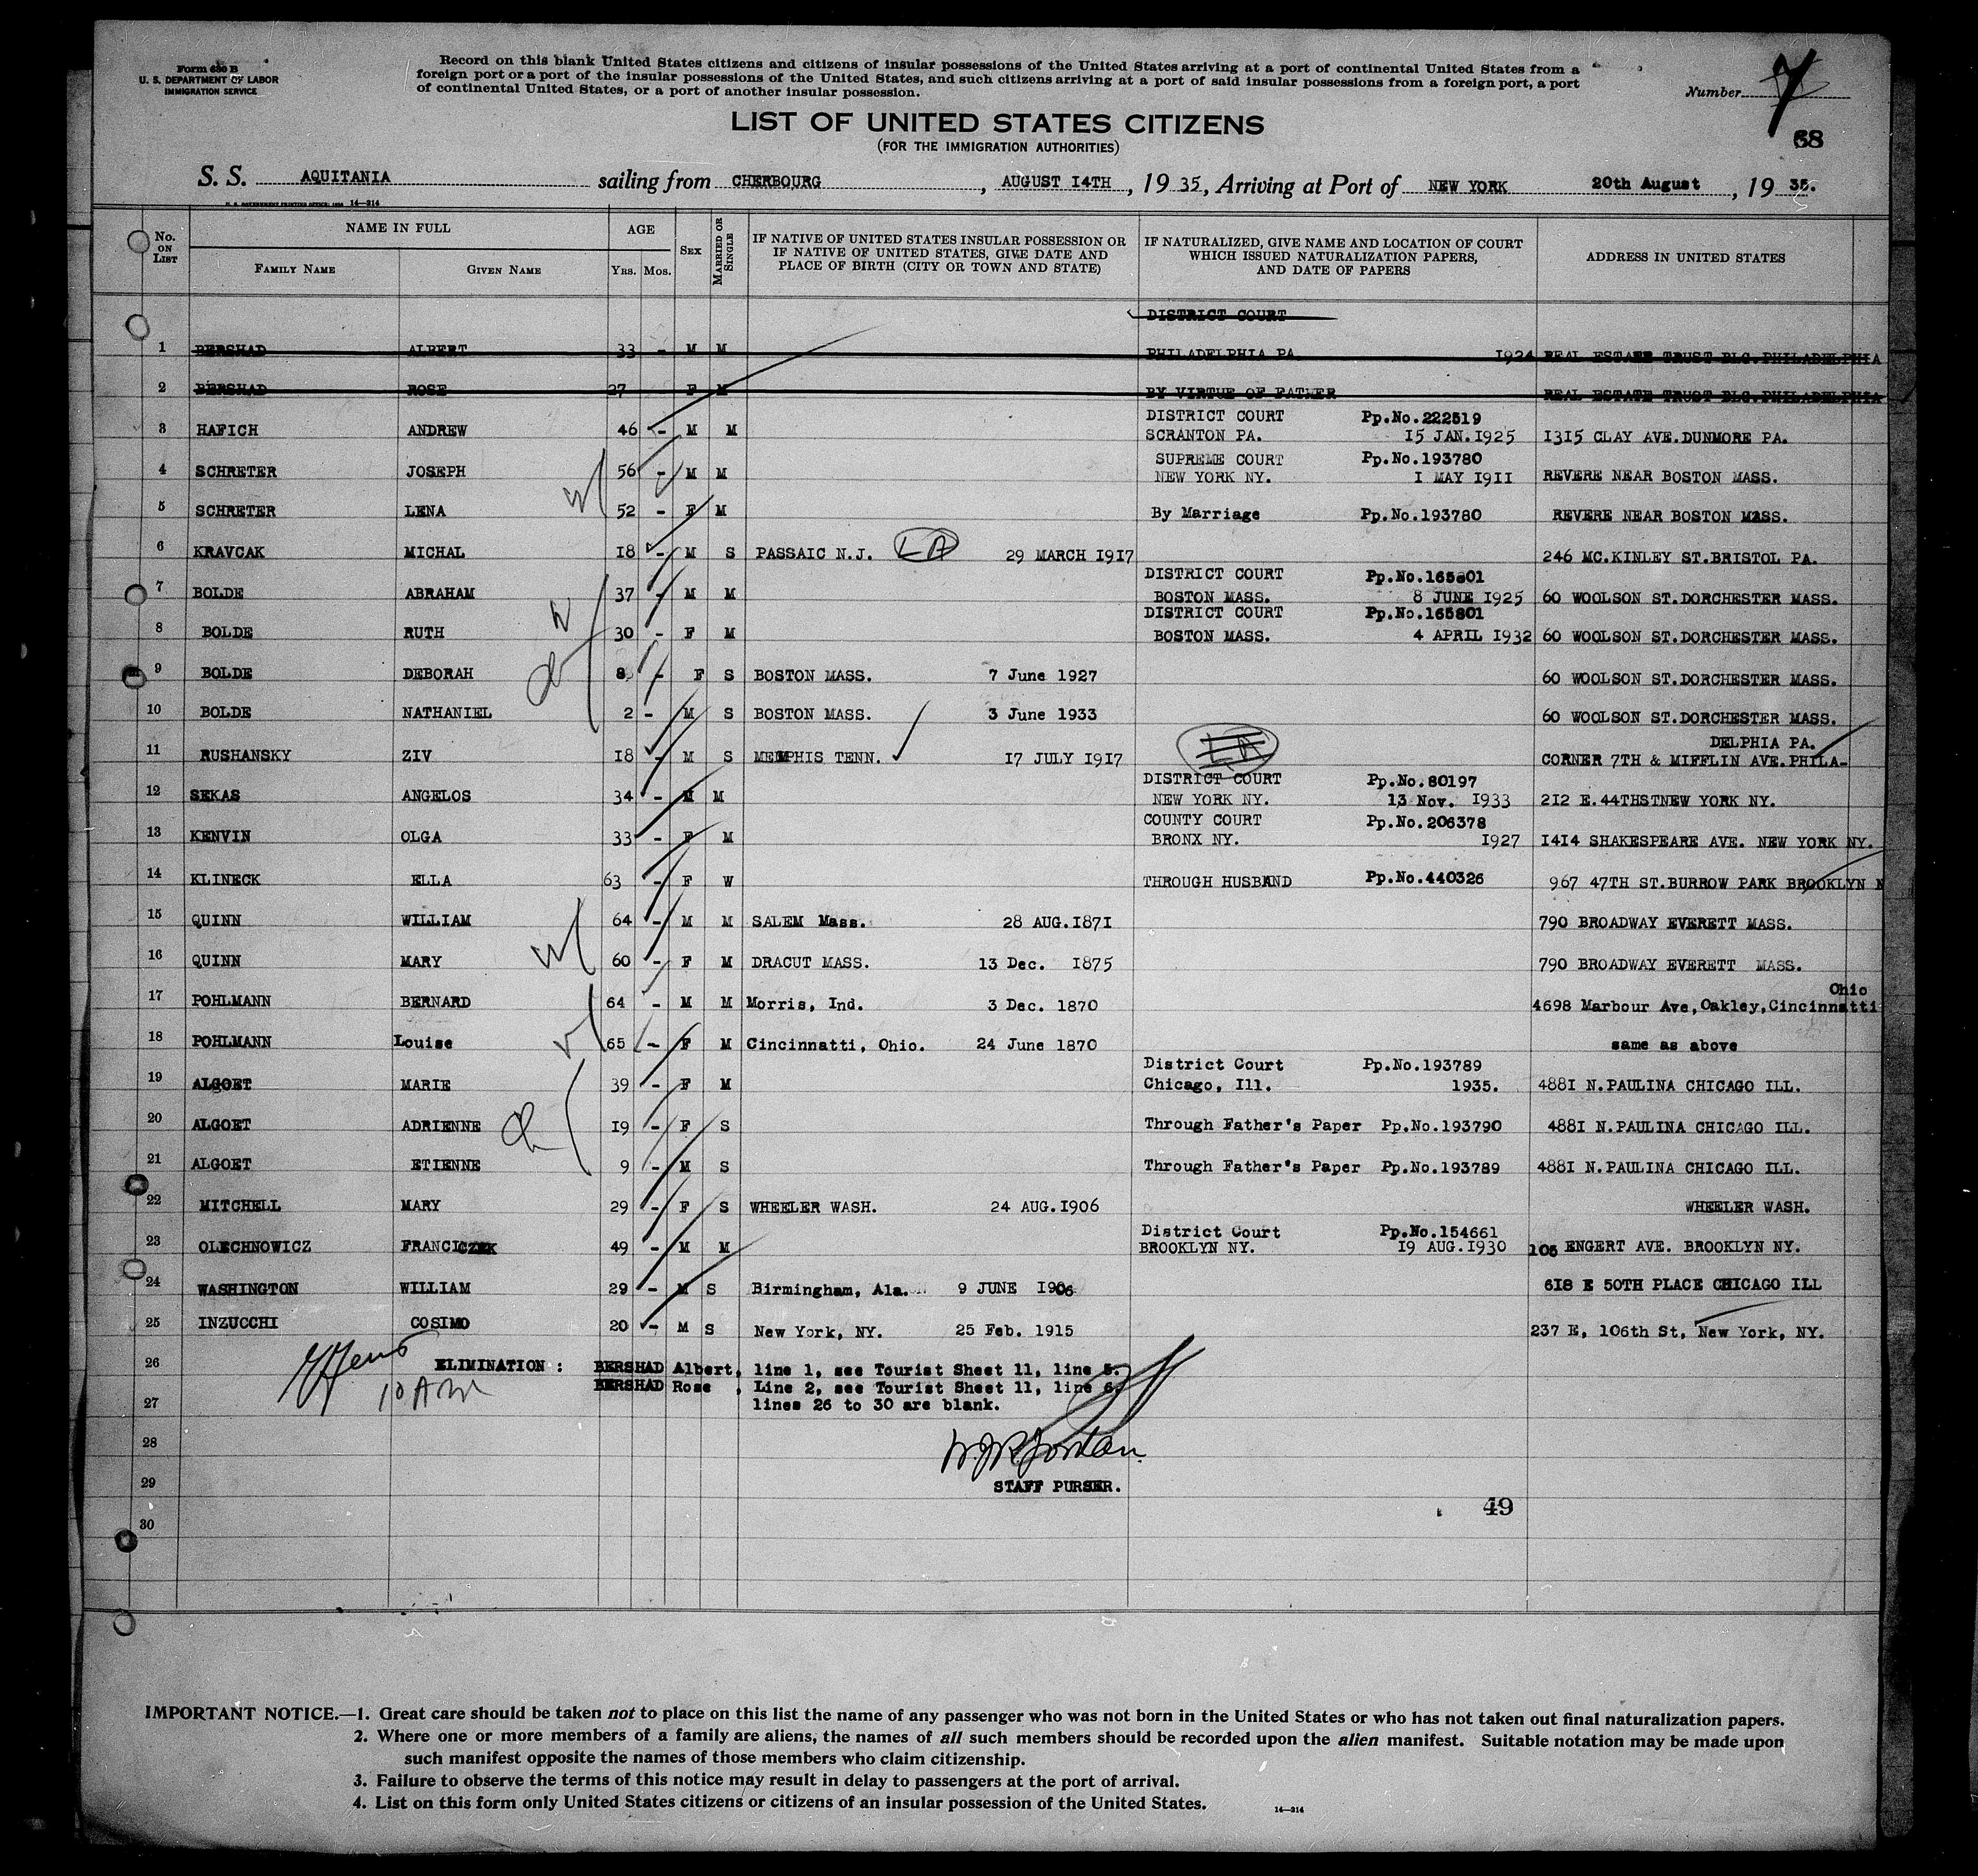 Form 630 B
U. S. DEPARTMENT OF LABOR
IMMIGRATION SERVICE
Record on this blank United States citizens and citizens of insular possessions of the United States arriving at a port of continental United States from a
foreign port or a port of the insular possessions of the United States, and such citizens arriving at a port of said insular possessions from a foreign port, a port
of continental United States, or a port of another insular possession.
Number 7
68
LIST OF UNITED STATES CITIZENS
(FOR THE IMMIGRATION AUTHORITIES)
S. S. AQUITANIA sailing from CHERBOURG, AUGUST 14TH, 19 35, Arriving at Port of NEW YORK 20th August, 19 35.
14—214
No. ON LIST NAME IN FULL AGE SEX MARRIED OR SINGLE IF NATIVE OF UNITED STATES INSULAR POSSESSION OR IF NATIVE OF UNITED STATES, GIVE DATE AND PLACE OF BIRTH (CITY OR TOWN AND STATE) IF NATURALIZED, GIVE NAME AND LOCATION OF COURT WHICH ISSUED NATURALIZATION PAPERS, AND DATE OF PAPERS ADDRESS IN UNITED STATES
FAMILY NAME GIVEN NAME YRS. MOS.
DISTRICT COURT
1 BERSHAD ALBERT 33 - M M PHILADELPHIA PA. 1924 REAL ESTATE TRUST BLG.PHILADELPHIA
2 BERSHAD ROSE 27 F M BY VIRTUE OF FATHER REAL ESTATE TRUST BLG.PHILADELPHIA
DISTRICT COURT Pp.No.222519
3 HAFICH ANDREW 46 - M M SCRANTON PA. 15 JAN.1925 1315 CLAY AVE.DUNMORE PA.
SUPREME COURT Pp.No.193780
4 SCHRETER JOSEPH 56 - M M NEW YORK NY. 1 MAY 1911 REVERE NEAR BOSTON MASS.
5 SCHRETER LENA 52 - F M By Marriage Pp.No.193780 REVERE NEAR BOSTON MASS.
6 KRAVCAK MICHAL 18 - M S PASSAIC N.J. LA 29 MARCH 1917 246 MC.KINLEY ST.BRISTOL PA.
DISTRICT COURT Pp.No.165801
7 BOLDE ABRAHAM 37 - M M BOSTON MASS. 8 JUNE 1925 60 WOOLSON ST.DORCHESTER MASS.
DISTRICT COURT Pp.No.165801
8 BOLDE RUTH 30 - F M BOSTON MASS. 4 APRIL 1932 60 WOOLSON ST.DORCHESTER MASS.
9 BOLDE DEBORAH 8 - F S BOSTON MASS. 7 June 1927 60 WOOLSON ST.DORCHESTER MASS.
10 BOLDE NATHANIEL 2 - M S BOSTON MASS. 3 June 1933 60 WOOLSON ST.DORCHESTER MASS.
LA DELPHIA PA.
11 RUSHANSKY ZIV 18 M S MEMPHIS TENN. 17 JULY 1917 CORNER 7TH & MIFFLIN AVE.PHILA-
DISTRICT COURT Pp.No.80197
12 SEKAS ANGELOS 34 - M M NEW YORK NY. 13 Nov. 1933 212 E.44THSTNEW YORK NY.
COUNTY COURT Pp.No.206378
13 KENVIN OLGA 33 - F M BRONX NY. 1927 1414 SHAKESPEARE AVE. NEW YORK NY.
14 KLINECK ELLA 63 - F W THROUGH HUSBAND Pp.No.440326 967 47TH ST.BURROW PARK BROOKLYN N
15 QUINN WILLIAM 64 - M M SALEM Mass. 28 AUG.1871 790 BROADWAY EVERETT MASS.
16 QUINN MARY 60 - F M DRACUT MASS. 13 Dec. 1875 790 BROADWAY EVERETT MASS.
Ohio
17 POHLMANN BERNARD 64 - M M Morris, Ind. 3 Dec. 1870 4698 Marbour Ave, Oakley, Cincinnatti
18 POHLMANN Louise 65 - F M Cincinnatti, Ohio. 24 June 1870 same as above
District Court Pp.No.193789
19 ALGOET MARIE 39 - F M Chicago, Ill. 1935. 4881 N.PAULINA CHICAGO ILL.
20 ALGOET ADRIENNE 19 - F S Through Father's Paper Pp.No.193790 4881 N.PAULINA CHICAGO ILL.
21 ALGOET ETIENNE 9 - M S Through Father's Paper Pp.No.193789 4881 N.PAULINA CHICAGO ILL.
22 MITCHELL MARY 29 - F S WHEELER WASH. 24 AUG.1906 WHEELER WASH.
District Court Pp.No.154661
23 OLECHNOWICZ FRANCICZEK 49 - M M BROOKLYN NY. 19 AUG.1930 105 ENGERT AVE. BROOKLYN NY.
24 WASHINGTON WILLIAM 29 - M S Birmingham, Ala. 9 JUNE 1906 618 E 50TH PLACE CHICAGO ILL
25 INZUCCHI COSIMO 20 - M S New York, NY. 25 Feb. 1915 237 E, 106th St, New York, NY.
26 ELIMINATION : BERSHAD Albert, line 1, see Tourist Sheet 11, line 5.
10 AM BERSHAD Rose , Line 2, see Tourist Sheet 11, line 6.
27 lines 26 to 30 are blank.
28 W.J.R. Jordan.
29 STAFF PURSER.
49
30
IMPORTANT NOTICE.—1. Great care should be taken not to place on this list the name of any passenger who was not born in the United States or who has not taken out final naturalization papers.
2. Where one or more members of a family are aliens, the names of all such members should be recorded upon the alien manifest. Suitable notation may be made upon
such manifest opposite the names of those members who claim citizenship.
3. Failure to observe the terms of this notice may result in delay to passengers at the port of arrival.
4. List on this form only United States citizens or citizens of an insular possession of the United States.
14—214